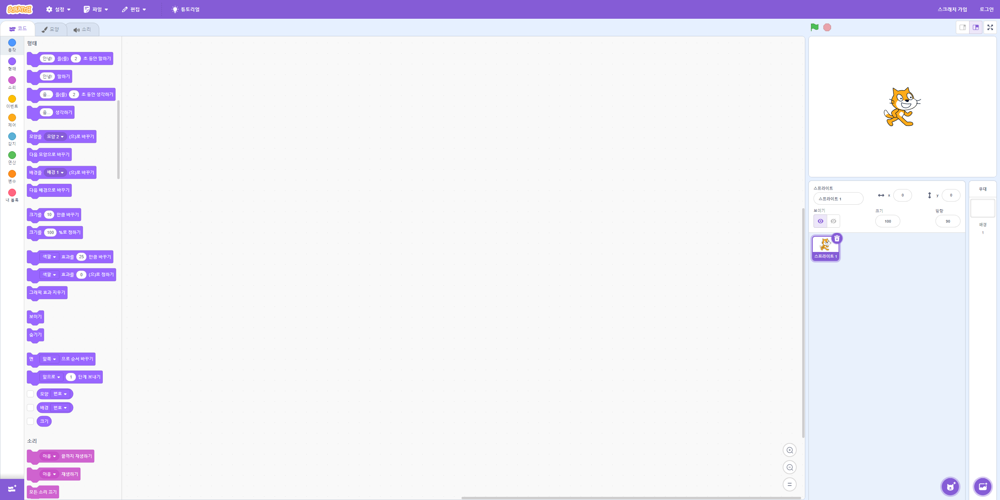 SCRATCH 설정 파일 편집 튜토리얼 스크래치 가입 로그인
코드 모양 소리
동작
형태
소리
이벤트
제어
감지
연산
변수
내 블록
형태
안녕! 을(를) 2 초 동안 말하기
안녕! 말하기
음... 을(를) 2 초 동안 생각하기
음... 생각하기
모양을 모양 2 (으)로 바꾸기
다음 모양으로 바꾸기
배경을 배경 1 (으)로 바꾸기
다음 배경으로 바꾸기
크기를 10 만큼 바꾸기
크기를 100 %로 정하기
색깔 효과를 25 만큼 바꾸기
색깔 효과를 0 (으)로 정하기
그래픽 효과 지우기
보이기
숨기기
맨 앞쪽 으로 순서 바꾸기
앞으로 1 단계 보내기
모양 번호
배경 번호
크기
소리
야옹 끝까지 재생하기
야옹 재생하기
모든 소리 끄기
스프라이트
스프라이트 1 x 0 y 0
보이기 크기 방향
100 90
스프라이트 1
무대
배경
1